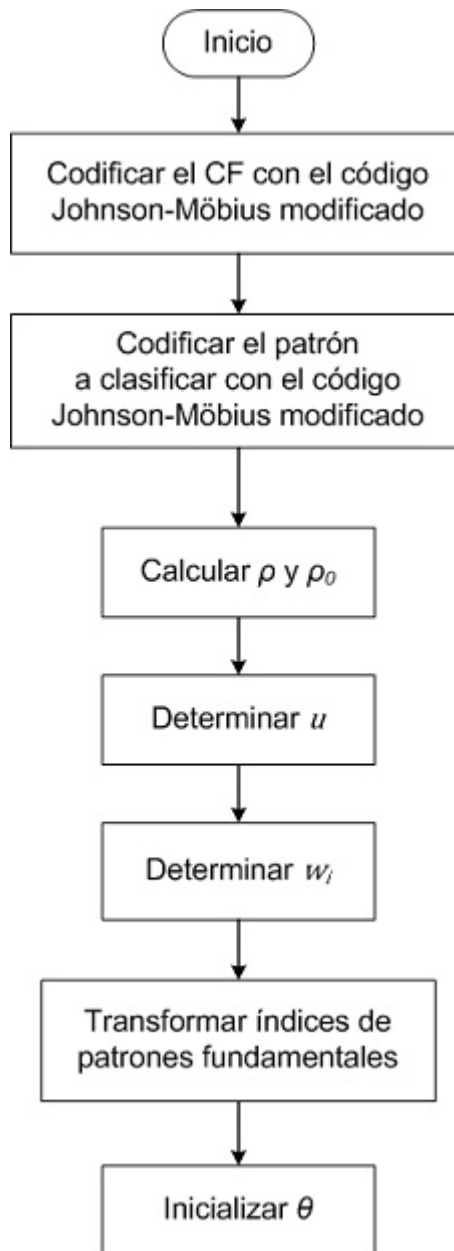 Inicio
Codificar el CF con el código
Johnson-Möbius modificado
Codificar el patrón
a clasificar con el código
Johnson-Möbius modificado
Calcular ρ y ρ₀
Determinar u
Determinar wᵢ
Transformar índices de
patrones fundamentales
Inicializar θ